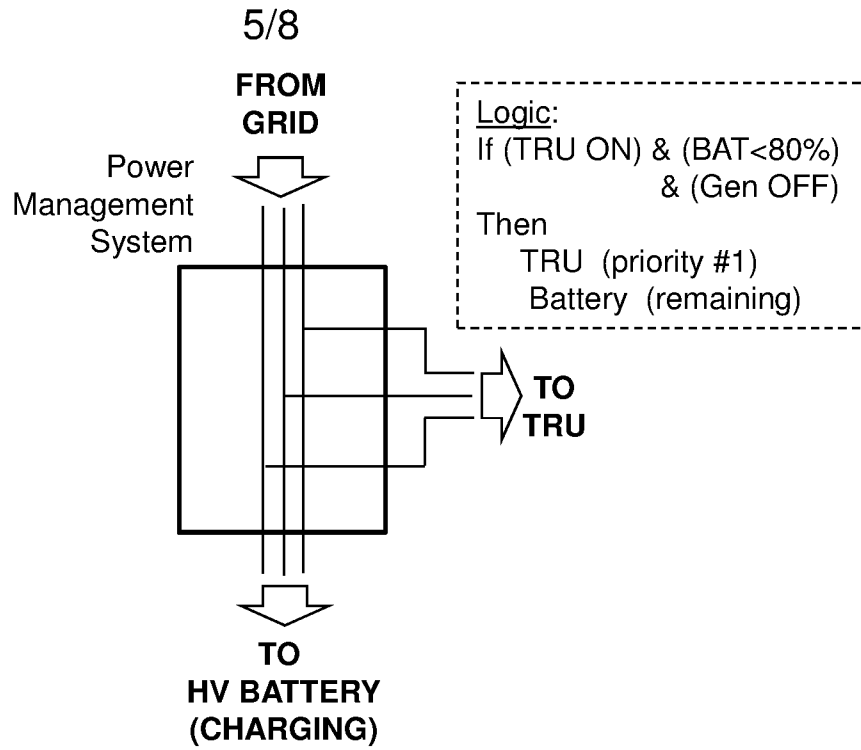 5/8
FROM
GRID
Power
Management
System
Logic:
If (TRU ON) & (BAT<80%)
& (Gen OFF)
Then
TRU (priority #1)
Battery (remaining)
TO
TRU
TO
HV BATTERY
(CHARGING)